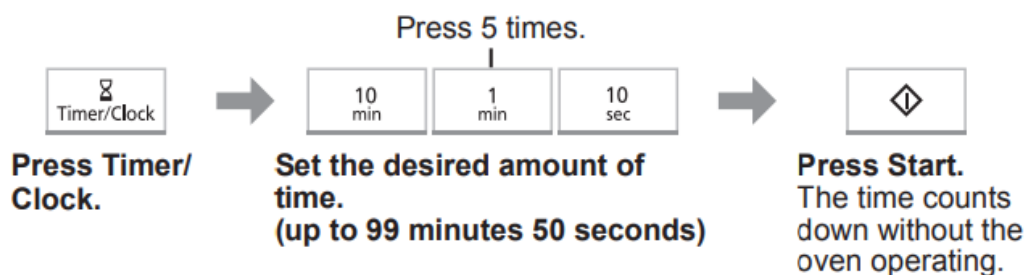 Press 5 times.
Timer/Clock
10
min
1
min
10
sec
Press Timer/
Clock.
Set the desired amount of
time.
(up to 99 minutes 50 seconds)
Press Start.
The time counts
down without the
oven operating.